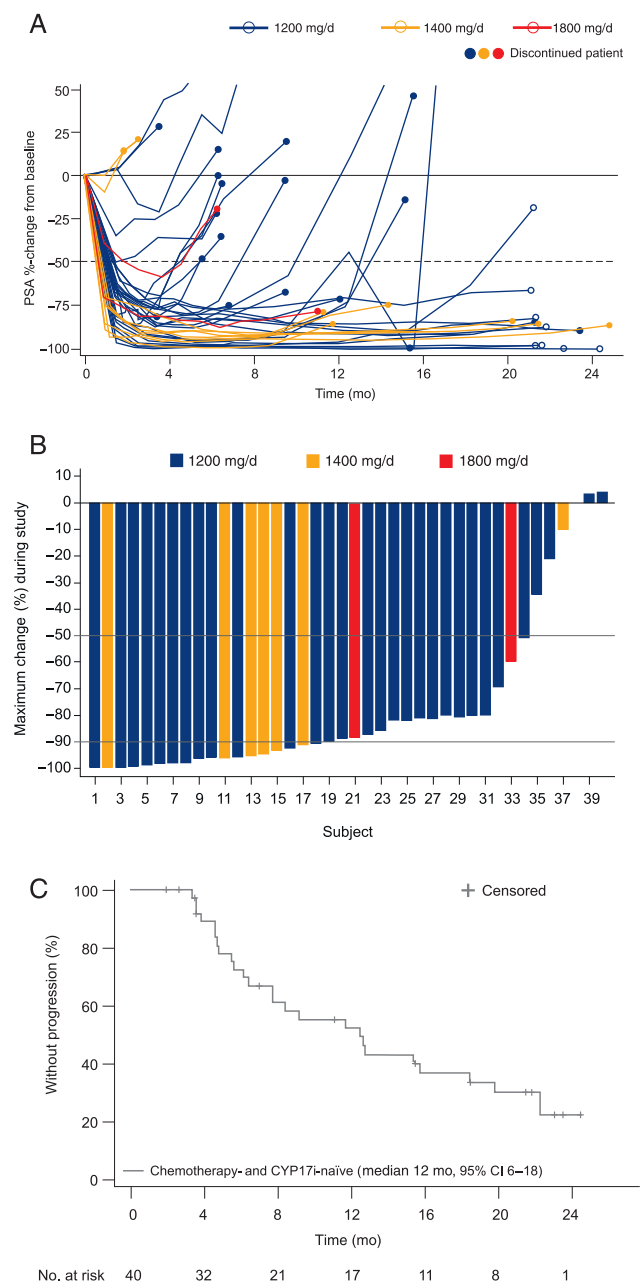 A
1200 mg/d 1400 mg/d 1800 mg/d
Discontinued patient
PSA %-change from baseline
50
25
0
−25
−50
−75
−100
0 4 8 12 16 20 24
Time (mo)
B
1200 mg/d 1400 mg/d 1800 mg/d
Maximum change (%) during study
10
0
−10
−20
−30
−40
−50
−60
−70
−80
−90
−100
1 3 5 7 9 11 13 15 17 19 21 23 25 27 29 31 33 35 37 39
Subject
C
Censored
Without progression (%)
100
80
60
40
20
0
Chemotherapy- and CYP17i-naïve (median 12 mo, 95% CI 6–18)
0 4 8 12 16 20 24
Time (mo)
No. at risk 40 32 21 17 11 8 1